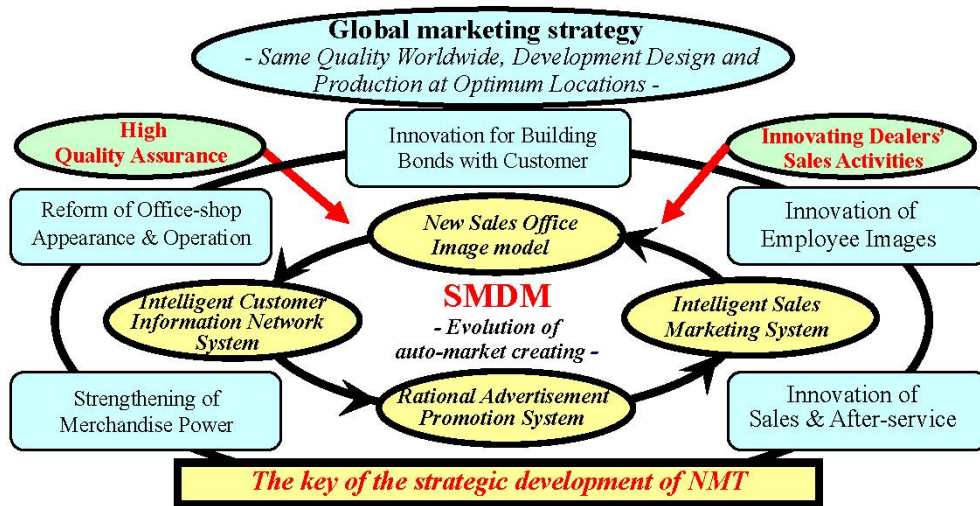 Global marketing strategy
- Same Quality Worldwide, Development Design and
Production at Optimum Locations -
High
Quality Assurance
Innovation for Building
Bonds with Customer
Innovating Dealers’
Sales Activities
Reform of Office-shop
Appearance & Operation
New Sales Office
Image model
Innovation of
Employee Images
Intelligent Customer
Information Network
System
SMDM
- Evolution of
auto-market creating -
Intelligent Sales
Marketing System
Strengthening of
Merchandise Power
Rational Advertisement
Promotion System
Innovation of
Sales & After-service
The key of the strategic development of NMT